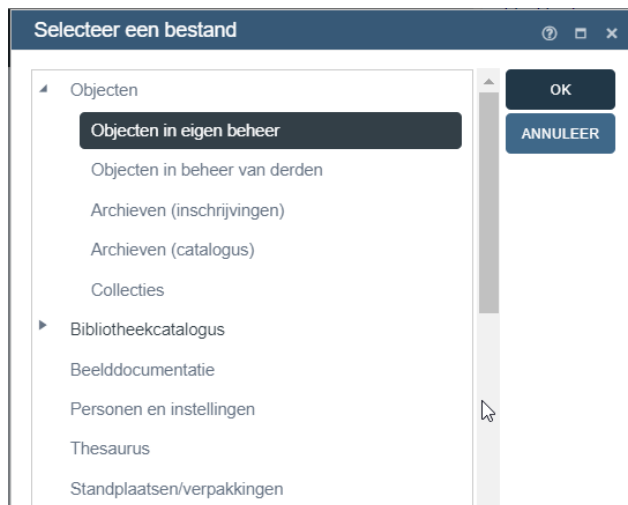 Selecteer een bestand
OK
ANNULEER
Objecten
Objecten in eigen beheer
Objecten in beheer van derden
Archieven (inschrijvingen)
Archieven (catalogus)
Collecties
Bibliotheekcatalogus
Beelddocumentatie
Personen en instellingen
Thesaurus
Standplaatsen/verpakkingen